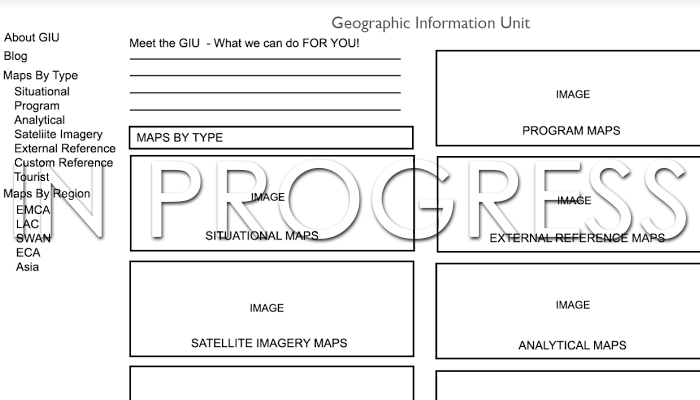 Geographic Information Unit
About GIU
Blog
Maps By Type
Situational
Program
Analytical
Sateliite Imagery
External Reference
Custom Reference
Tourist
Maps By Region
EMCA
LAC
SWAN
ECA
Asia
Meet the GIU - What we can do FOR YOU!
MAPS BY TYPE
IMAGE
PROGRAM MAPS
IMAGE
SITUATIONAL MAPS
IMAGE
EXTERNAL REFERENCE MAPS
IMAGE
SATELLITE IMAGERY MAPS
IMAGE
ANALYTICAL MAPS
IN PROGRESS